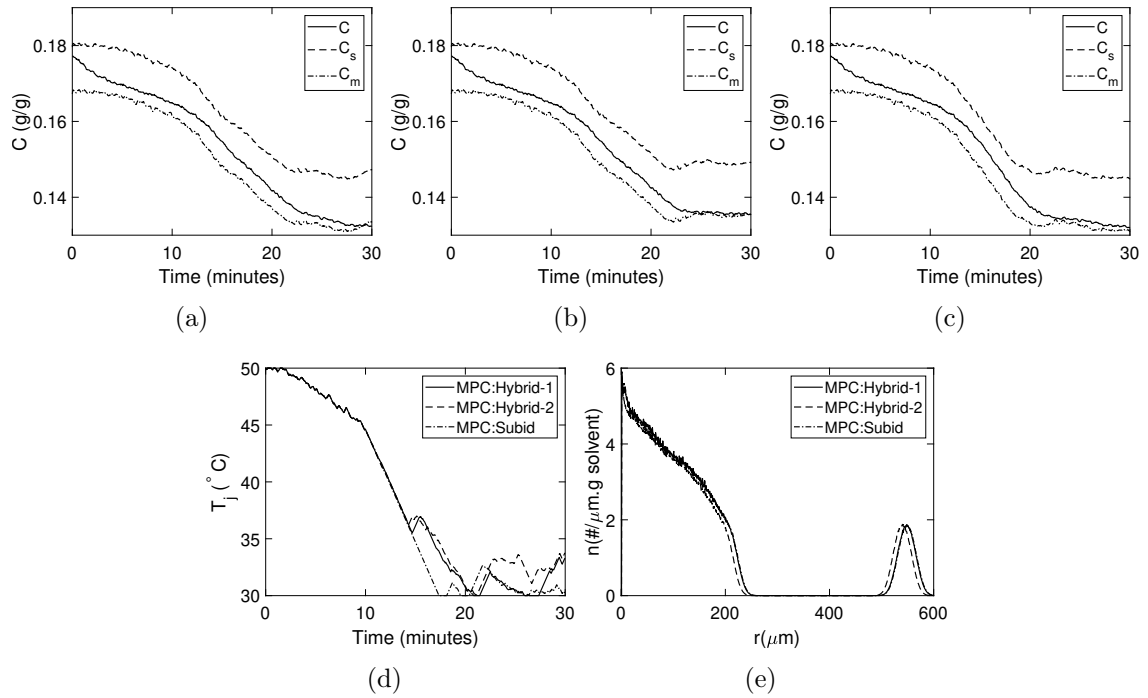 0.18
0.16
0.14
C (g/g)
0 10 20 30
Time (minutes)
C
C_s
C_m
(a)
0.18
0.16
0.14
C (g/g)
0 10 20 30
Time (minutes)
C
C_s
C_m
(b)
0.18
0.16
0.14
C (g/g)
0 10 20 30
Time (minutes)
C
C_s
C_m
(c)
50
45
40
35
30
T_j (°C)
0 10 20 30
Time (minutes)
MPC:Hybrid-1
MPC:Hybrid-2
MPC:Subid
(d)
6
4
2
0
n(#/μm.g solvent)
0 200 400 600
r(μm)
MPC:Hybrid-1
MPC:Hybrid-2
MPC:Subid
(e)